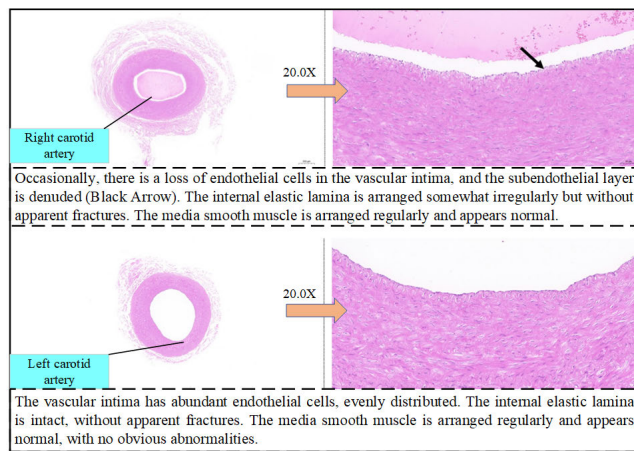 20.0X
Right carotid
artery
Occasionally, there is a loss of endothelial cells in the vascular intima, and the subendothelial layer
is denuded (Black Arrow). The internal elastic lamina is arranged somewhat irregularly but without
apparent fractures. The media smooth muscle is arranged regularly and appears normal.
20.0X
Left carotid
artery
The vascular intima has abundant endothelial cells, evenly distributed. The internal elastic lamina
is intact, without apparent fractures. The media smooth muscle is arranged regularly and appears
normal, with no obvious abnormalities.